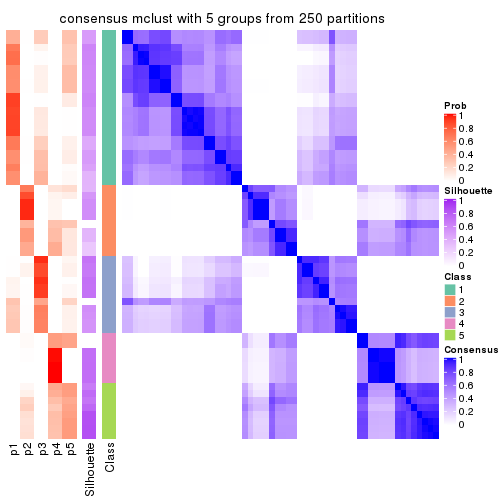 consensus mclust with 5 groups from 250 partitions
Prob
1
0.8
0.6
0.4
0.2
0
Silhouette
1
0.8
0.6
0.4
0.2
0
Class
1
2
3
4
5
Consensus
1
0.8
0.6
0.4
0.2
0
p1
p2
p3
p4
p5
Silhouette
Class